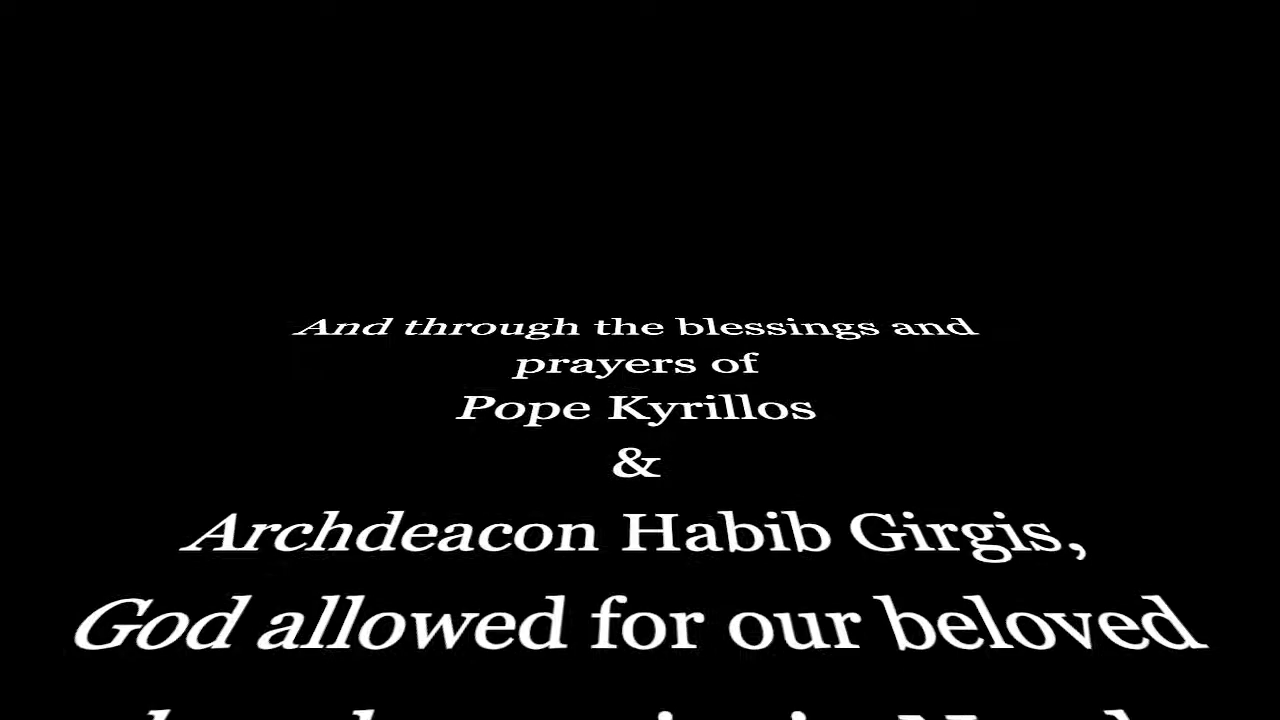 And through the blessings and
prayers of
Pope Kyrillos
&
Archdeacon Habib Girgis,
God allowed for our beloved